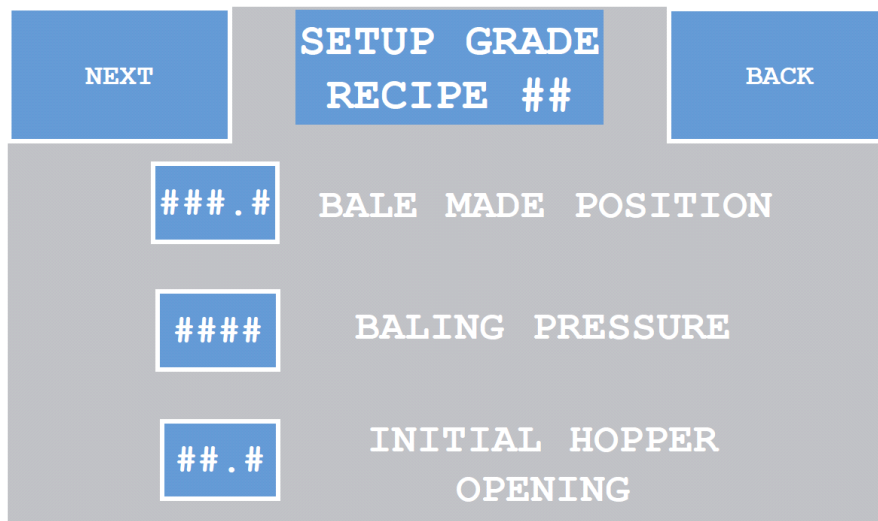 NEXT
SETUP GRADE
RECIPE ##
BACK
###.#
BALE MADE POSITION
####
BALING PRESSURE
##.#
INITIAL HOPPER
OPENING